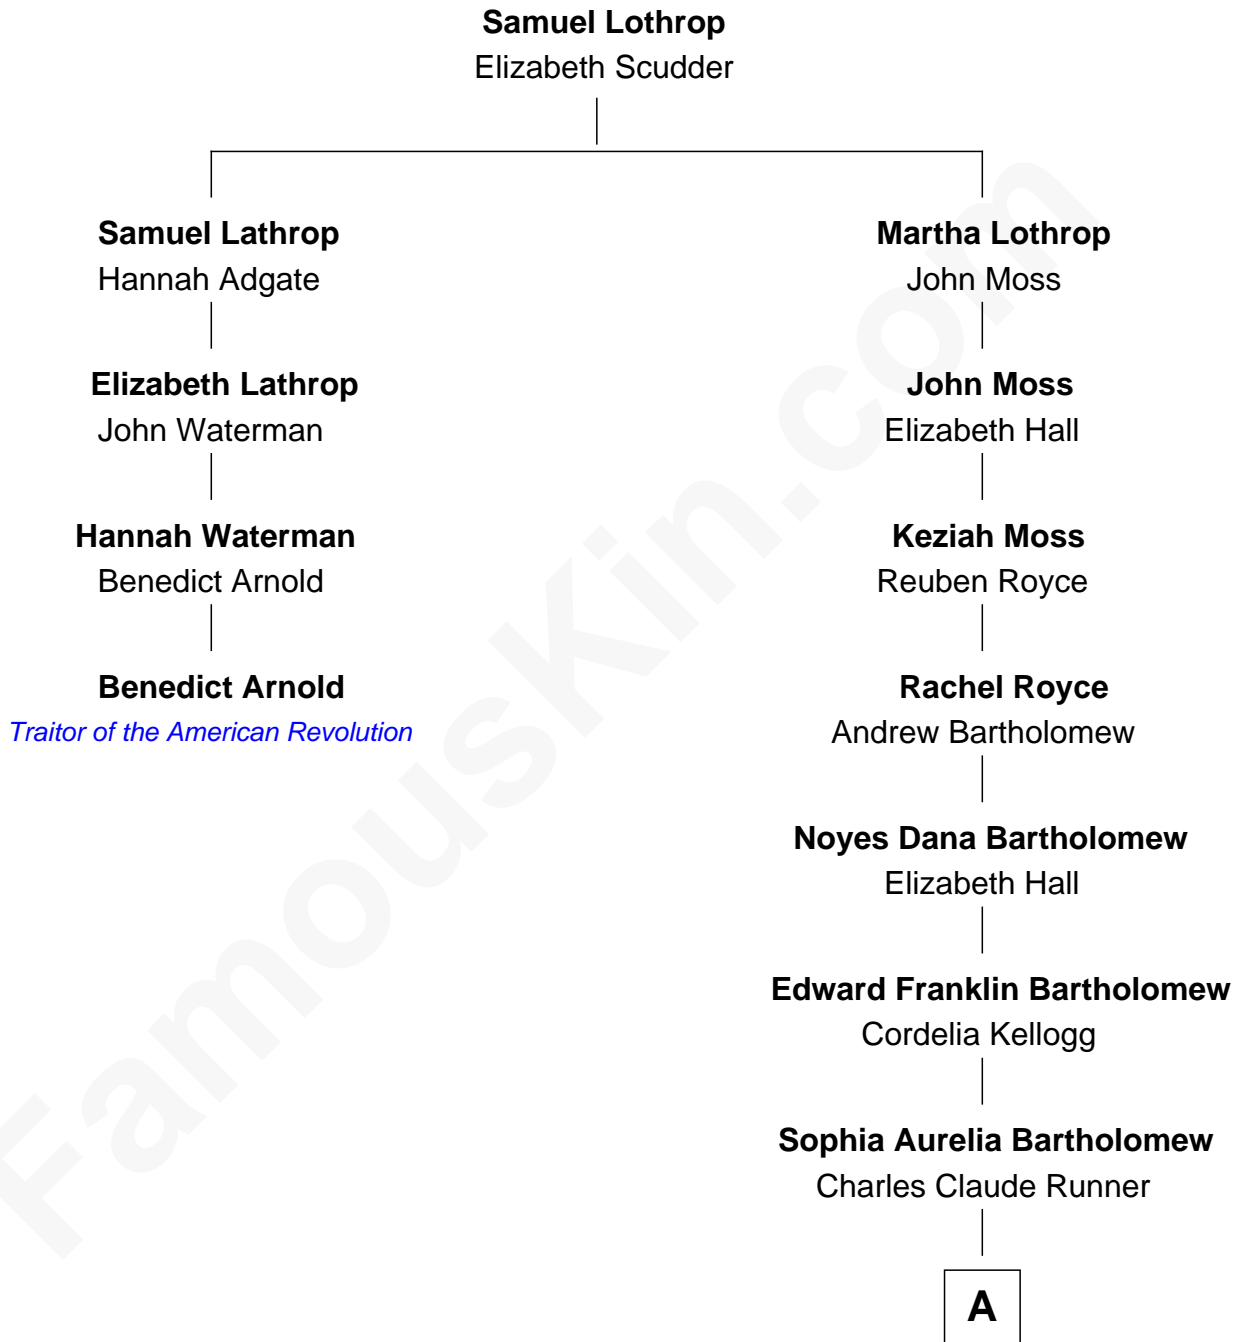 Samuel Lothrop
Elizabeth Scudder
Samuel Lathrop
Hannah Adgate
Elizabeth Lathrop
John Waterman
Hannah Waterman
Benedict Arnold
Benedict Arnold
Traitor of the American Revolution
Martha Lothrop
John Moss
John Moss
Elizabeth Hall
Keziah Moss
Reuben Royce
Rachel Royce
Andrew Bartholomew
Noyes Dana Bartholomew
Elizabeth Hall
Edward Franklin Bartholomew
Cordelia Kellogg
Sophia Aurelia Bartholomew
Charles Claude Runner
A
FamousKin.com